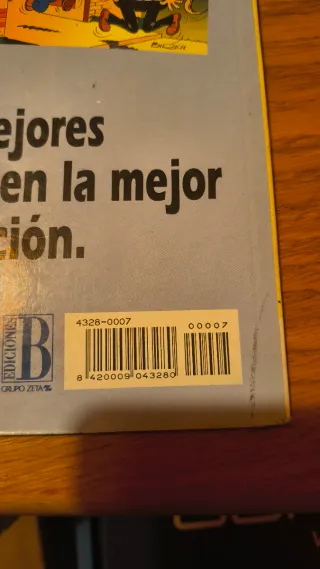 ejores
en la mejor
ción.
4328-0007
00007
EDICIONES
B
GRUPO ZETA
8 420009 043280